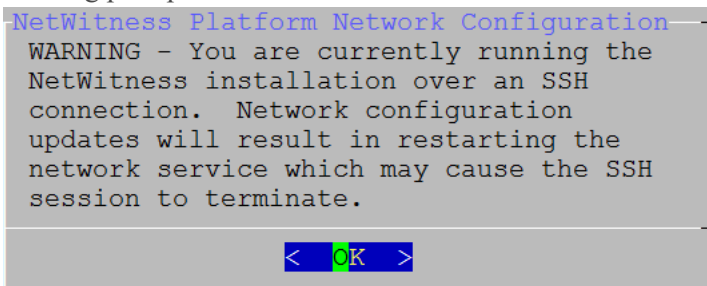 NetWitness Platform Network Configuration
WARNING - You are currently running the
NetWitness installation over an SSH
connection.  Network configuration
updates will result in restarting the
network service which may cause the SSH
session to terminate.
<  OK  >